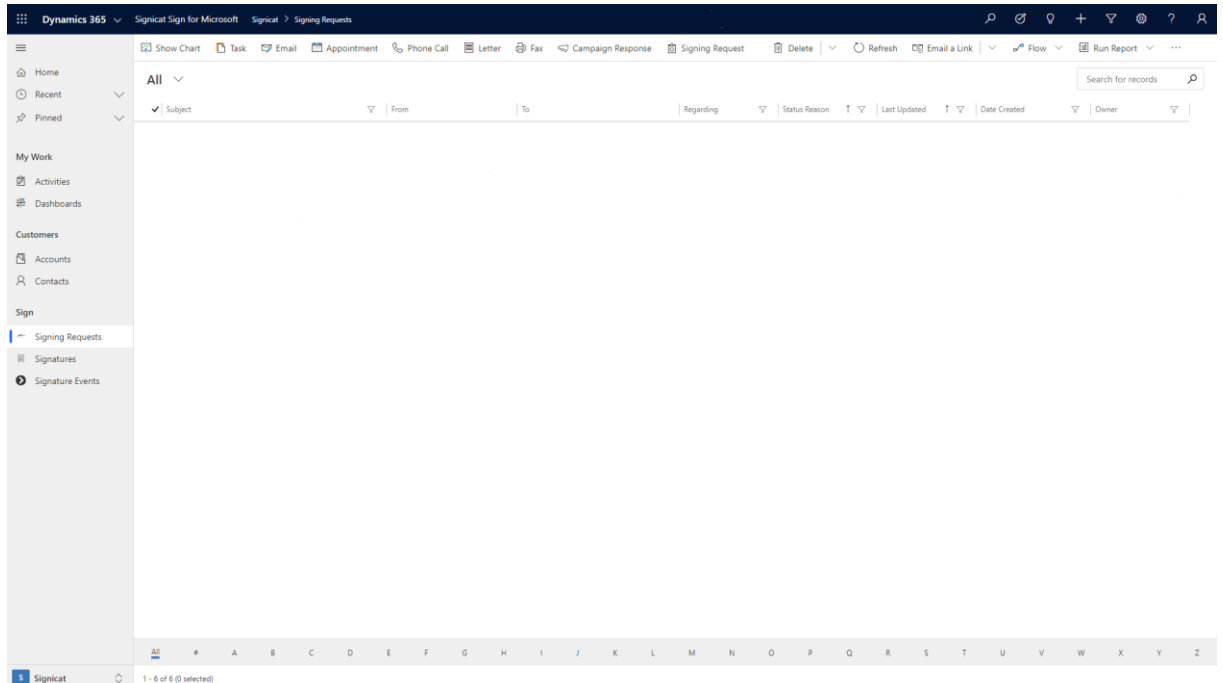 Dynamics 365 Signicat Sign for Microsoft Signicat > Signing Requests
Show Chart Task Email Appointment Phone Call Letter Fax Campaign Response Signing Request Delete Refresh Email a Link Flow Run Report
Home
Recent
Pinned
My Work
Activities
Dashboards
Customers
Accounts
Contacts
Sign
Signing Requests
Signatures
Signature Events
S Signicat
All
Search for records
Subject From To Regarding Status Reason Last Updated Date Created Owner
All # A B C D E F G H I J K L M N O P Q R S T U V W X Y Z
1 - 6 of 6 (0 selected)